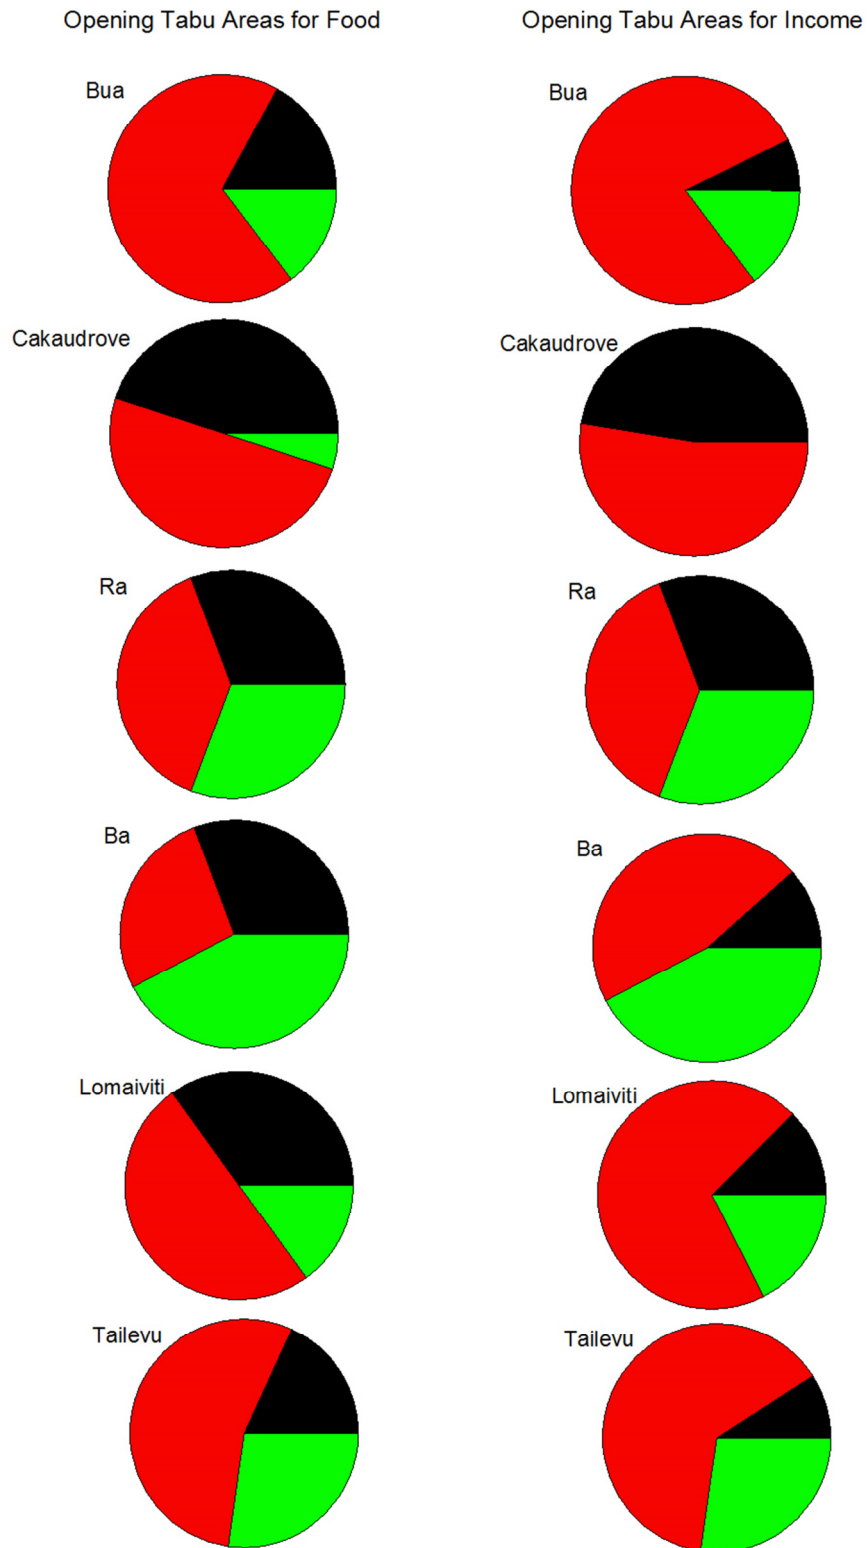 Opening Tabu Areas for Food
Opening Tabu Areas for Income
Bua
Bua
Cakaudrove
Cakaudrove
Ra
Ra
Ba
Ba
Lomaiviti
Lomaiviti
Tailevu
Tailevu